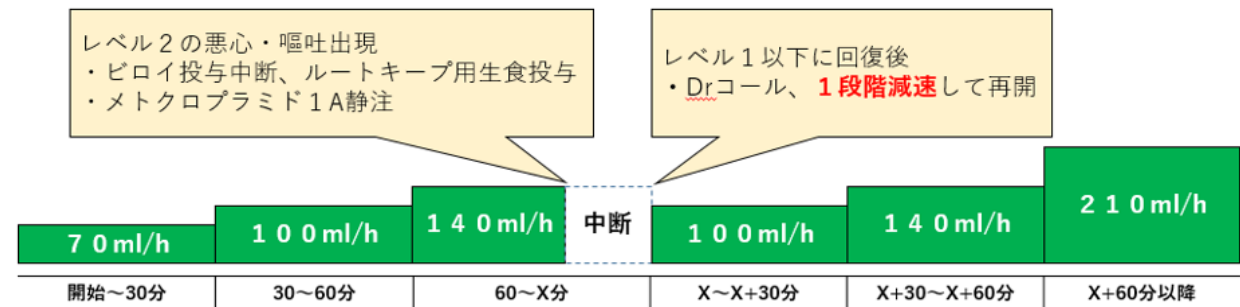 レベル２の悪心・嘔吐出現
・ビロイ投与中断、ルートキープ用生食投与
・メトクロプラミド１A静注
レベル１以下に回復後
・Drコール、１段階減速して再開
７０ml/h
１００ml/h
１４０ml/h
中断
１００ml/h
１４０ml/h
２１０ml/h
開始～30分
30～60分
60～X分
X～X+30分
X+30～X+60分
X+60分以降